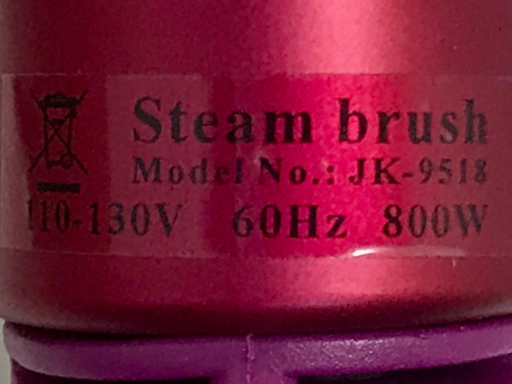 Steam brush
Model No.: JK-9518
110-130V 60Hz 800W